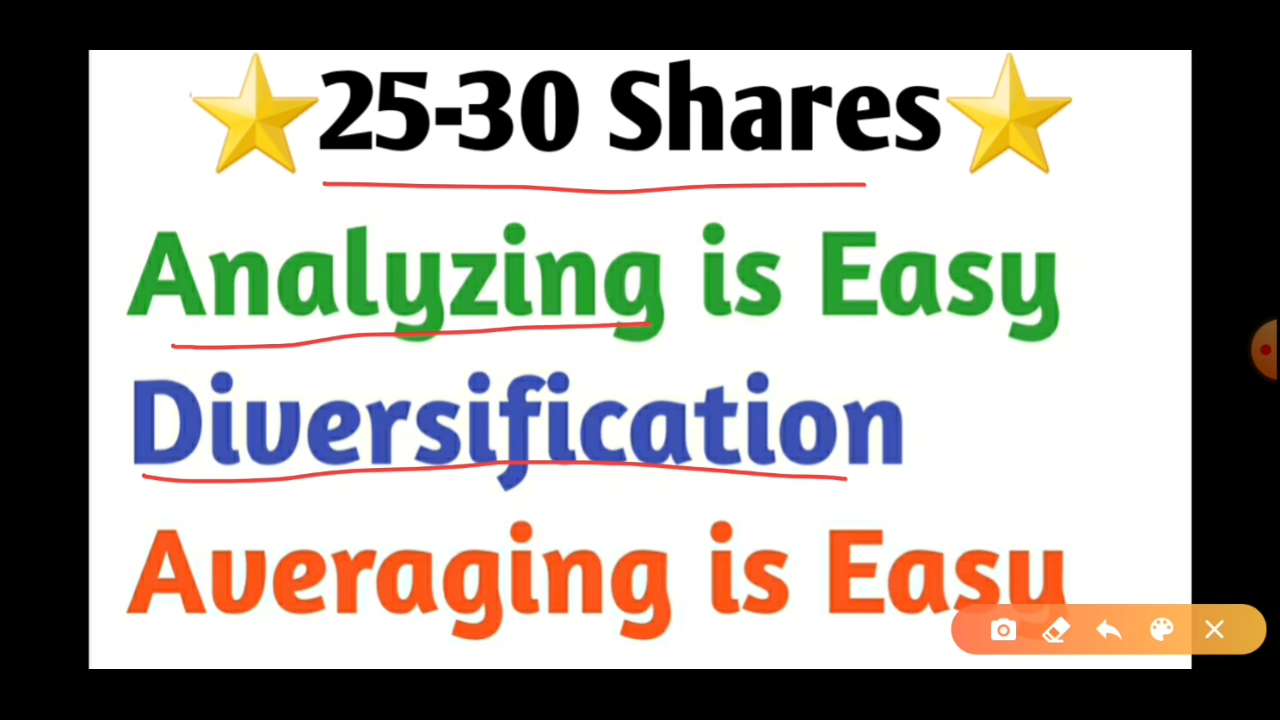 25-30 Shares
Analyzing is Easy
Diversification
Averaging is Easy